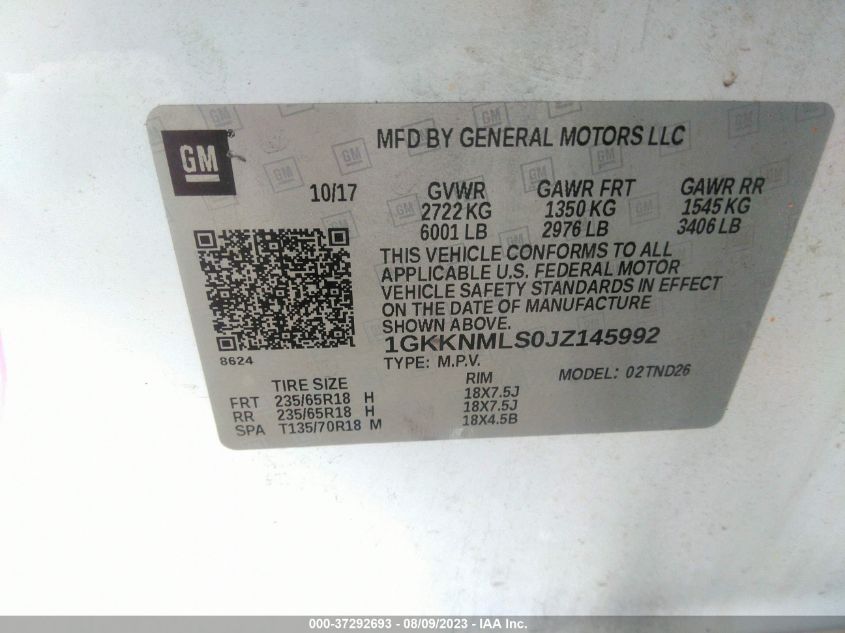 GM
MFD BY GENERAL MOTORS LLC
10/17
GVWR GAWR FRT GAWR RR
2722 KG 1350 KG 1545 KG
6001 LB 2976 LB 3406 LB
THIS VEHICLE CONFORMS TO ALL
APPLICABLE U.S. FEDERAL MOTOR
VEHICLE SAFETY STANDARDS IN EFFECT
ON THE DATE OF MANUFACTURE
SHOWN ABOVE.
1GKKNMLS0JZ145992
8624
TYPE: M.P.V. MODEL: 02TND26
TIRE SIZE RIM
FRT 235/65R18 H 18X7.5J
RR 235/65R18 H 18X7.5J
SPA T135/70R18 M 18X4.5B
000-37292693 - 08/09/2023 - Copyright © 2023 IAA, Inc.